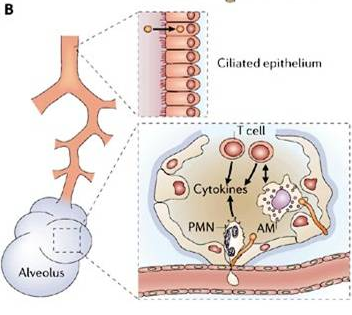 B
Ciliated epithelium
T cell
Cytokines
PMN
AM
Alveolus